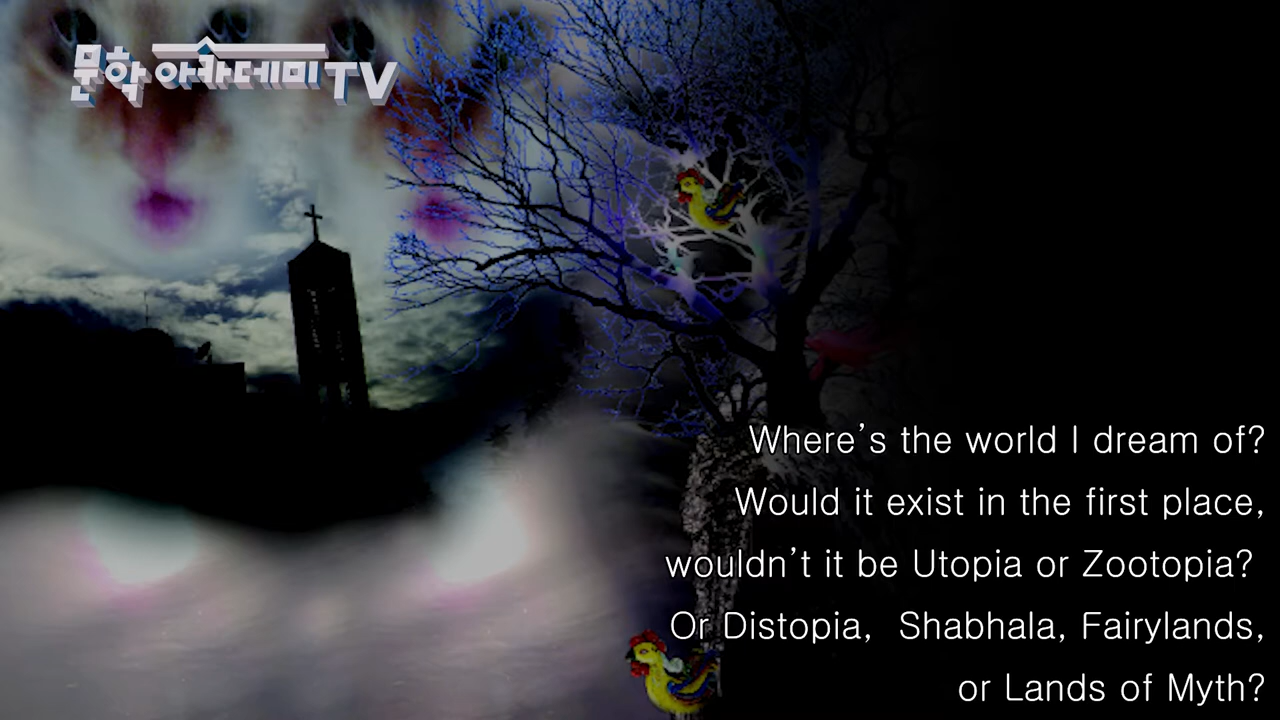 문학 아카데미TV
Where's the world I dream of?
Would it exist in the first place,
wouldn't it be Utopia or Zootopia?
Or Distopia, Shabhala, Fairylands,
or Lands of Myth?